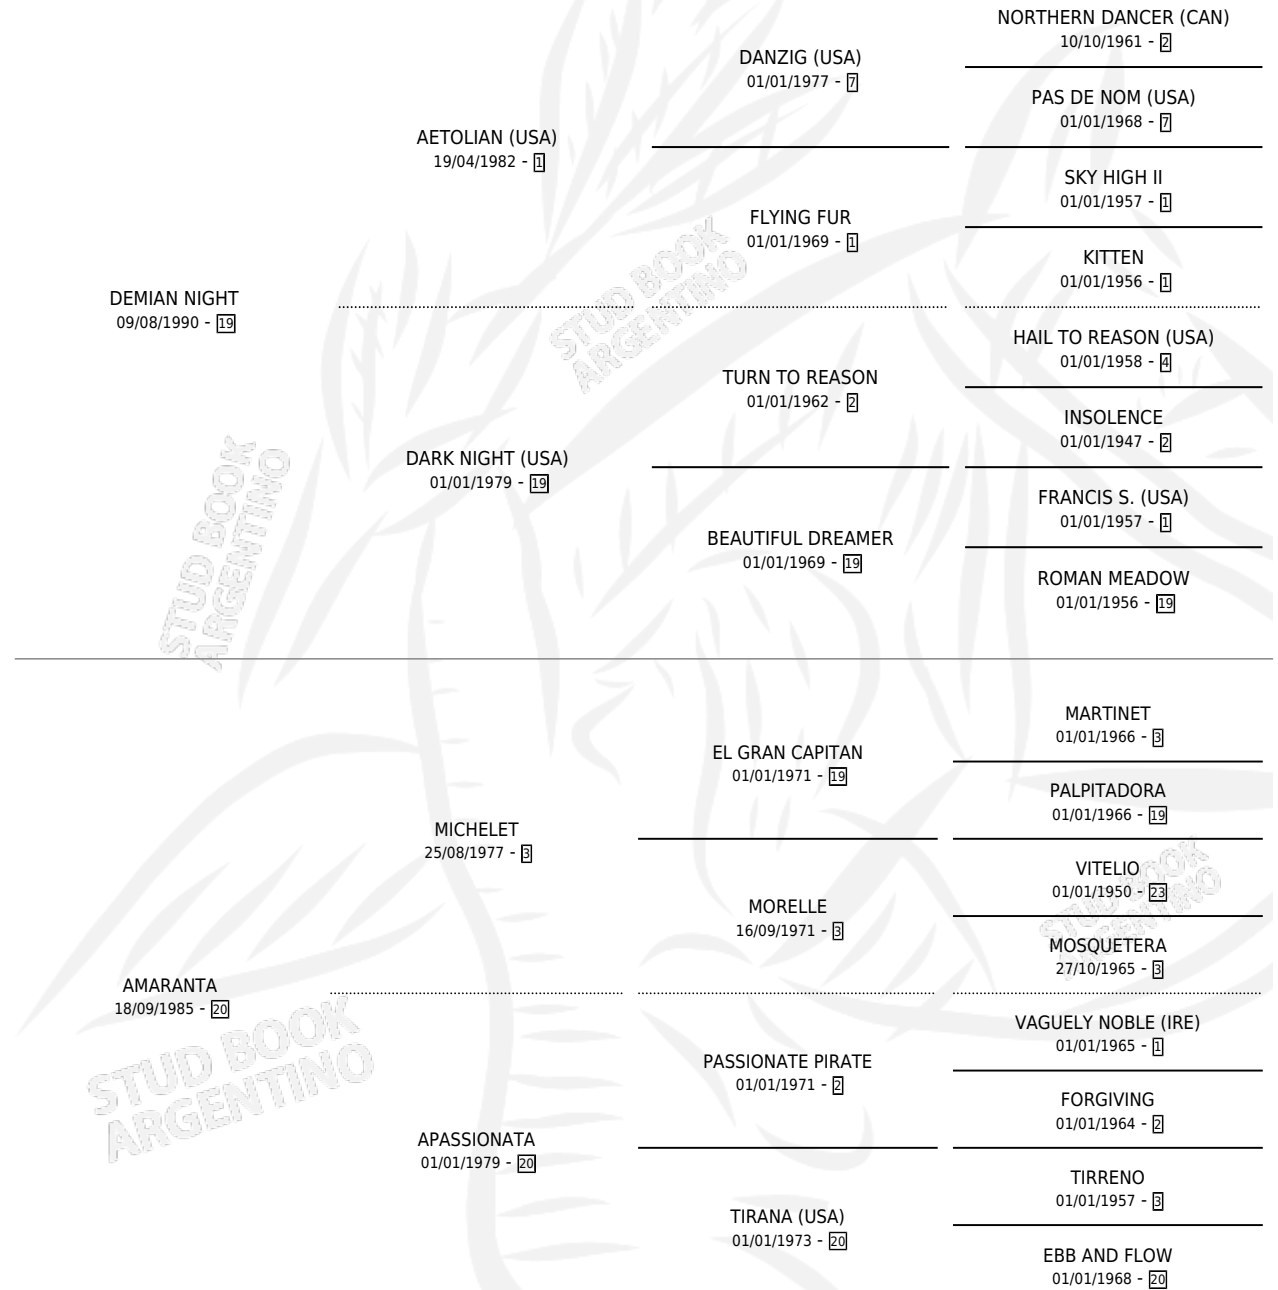 NORTHERN DANCER (CAN)
10/10/1961 - 2
DANZIG (USA)
01/01/1977 - 7
PAS DE NOM (USA)
01/01/1968 - 7
AETOLIAN (USA)
19/04/1982 - 1
SKY HIGH II
01/01/1957 - 1
FLYING FUR
01/01/1969 - 1
KITTEN
01/01/1956 - 1
STUD BOOK
ARGENTINO
DEMIAN NIGHT
09/08/1990 - 19
HAIL TO REASON (USA)
01/01/1958 - 4
TURN TO REASON
01/01/1962 - 2
INSOLENCE
01/01/1947 - 2
DARK NIGHT (USA)
01/01/1979 - 19
FRANCIS S. (USA)
01/01/1957 - 1
BEAUTIFUL DREAMER
01/01/1969 - 19
ROMAN MEADOW
01/01/1956 - 19
STUD BOOK
ARGENTINO
MARTINET
01/01/1966 - 3
EL GRAN CAPITAN
01/01/1971 - 19
PALPITADORA
01/01/1966 - 19
MICHELET
25/08/1977 - 3
VITELIO
01/01/1950 - 23
MORELLE
16/09/1971 - 3
MOSQUETERA
27/10/1965 - 3
STUD BOOK
ARGENTINO
AMARANTA
18/09/1985 - 20
VAGUELY NOBLE (IRE)
01/01/1965 - 1
PASSIONATE PIRATE
01/01/1971 - 2
FORGIVING
01/01/1964 - 2
STUD BOOK
ARGENTINO
APASSIONATA
01/01/1979 - 20
TIRRENO
01/01/1957 - 3
TIRANA (USA)
01/01/1973 - 20
EBB AND FLOW
01/01/1968 - 20